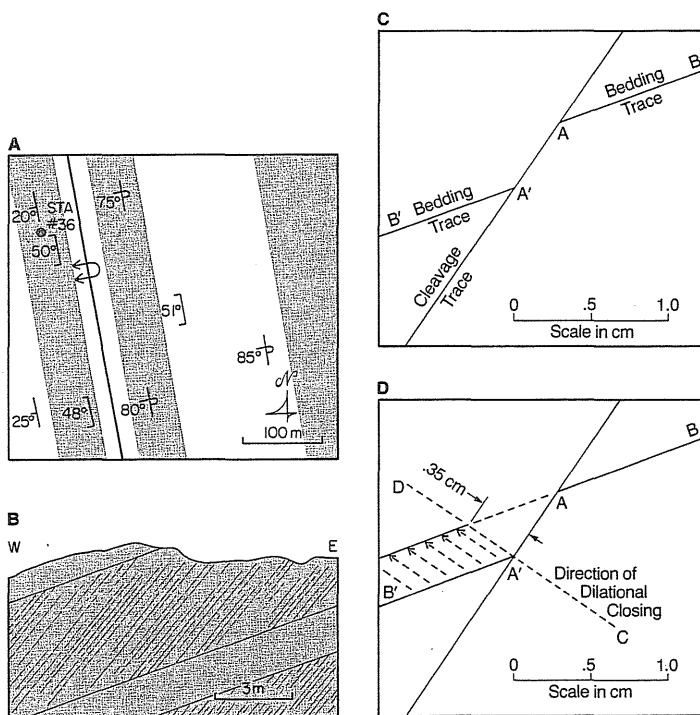 A
20°
STA
#36
50°
75°
51°
85°
N
25°
48°
80°
100 m
B
W
E
3m
C
B
Bedding
Trace
A
A'
B'
Bedding
Trace
Cleavage
Trace
0
.5
1.0
Scale in cm
D
B
D
.35 cm
A
A'
B'
Direction of
Dilational
Closing
C
0
.5
1.0
Scale in cm